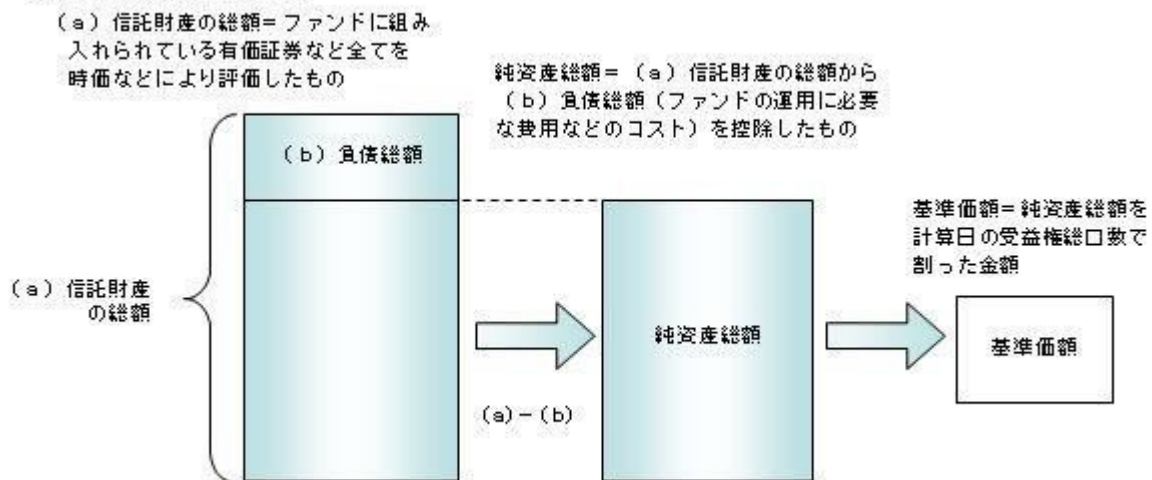 (a)信託財産の総額=ファンドに組み
入れられている有価証券など全てを
時価などにより評価したもの
純資産総額=(a)信託財産の総額から
(b)負債総額(ファンドの運用に必要
な費用などのコスト)を控除したもの
(b)負債総額
基準価額=純資産総額を
計算日の受益権総口数で
割った金額
(a)信託財産
の総額
純資産総額
基準価額
(a)-(b)